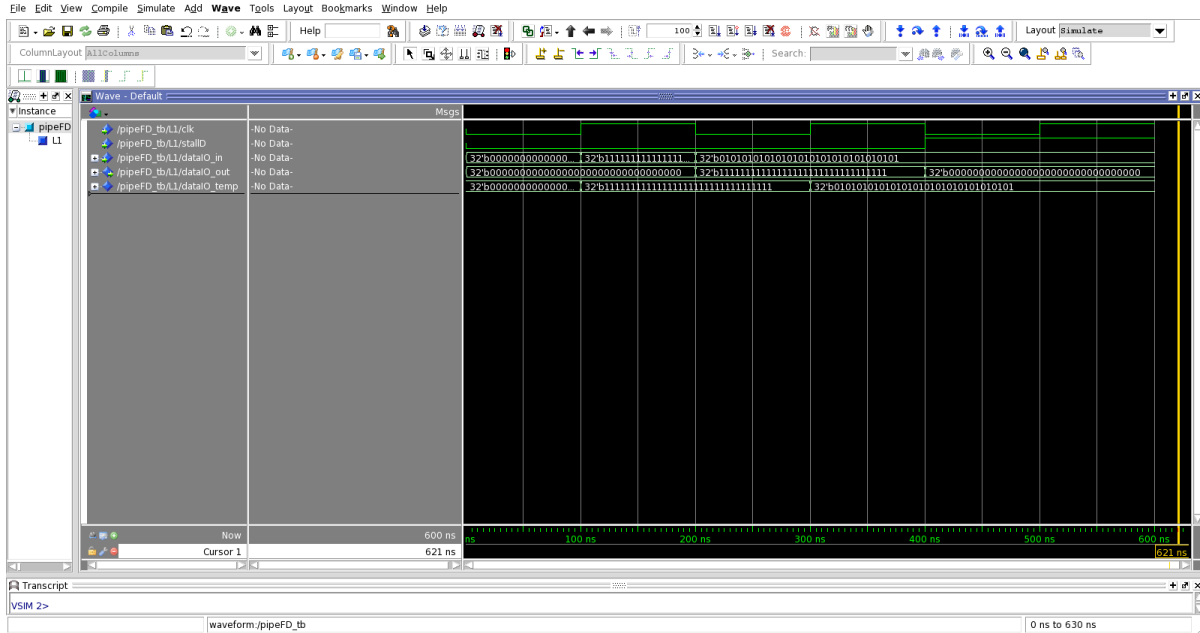 File Edit View Compile Simulate Add Wave Tools Layout Bookmarks Window Help
Help 100 Layout Simulate
ColumnLayout AllColumns Search:
Wave - Default
Instance Msgs
pipeFD
L1
/pipeFD_tb/L1/clk -No Data-
/pipeFD_tb/L1/stallD -No Data-
/pipeFD_tb/L1/dataIO_in -No Data- 32'b0000000000000... 32'b111111111111111... 32'b01010101010101010101010101010101
/pipeFD_tb/L1/dataIO_out -No Data- 32'b00000000000000000000000000000000 32'b11111111111111111111111111111111 32'b00000000000000000000000000000000
/pipeFD_tb/L1/dataIO_temp -No Data- 32'b0000000000000... 32'b11111111111111111111111111111111 32'b01010101010101010101010101010101
Now 600 ns ns 100 ns 200 ns 300 ns 400 ns 500 ns 600 ns
Cursor 1 621 ns 621 ns
Transcript
VSIM 2>
waveform:/pipeFD_tb 0 ns to 630 ns